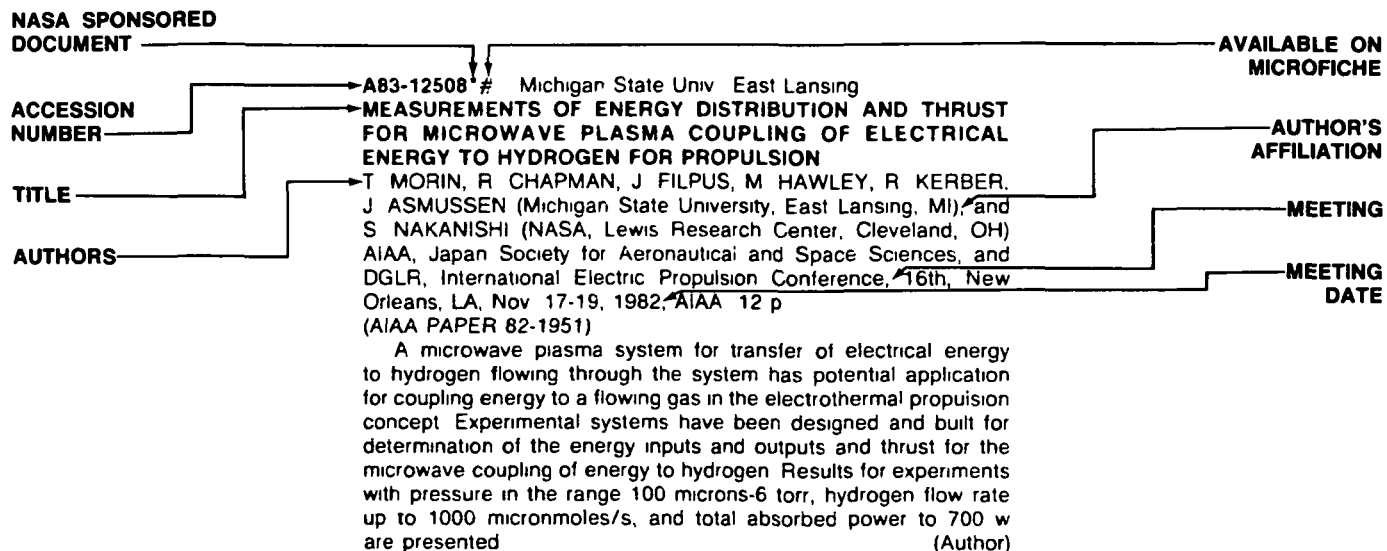 NASA SPONSORED
DOCUMENT
AVAILABLE ON
MICROFICHE
ACCESSION
NUMBER
TITLE
AUTHORS
AUTHOR'S
AFFILIATION
MEETING
MEETING
DATE
A83-12508*# Michigan State Univ East Lansing
MEASUREMENTS OF ENERGY DISTRIBUTION AND THRUST
FOR MICROWAVE PLASMA COUPLING OF ELECTRICAL
ENERGY TO HYDROGEN FOR PROPULSION
T MORIN, R CHAPMAN, J FILPUS, M HAWLEY, R KERBER,
J ASMUSSEN (Michigan State University, East Lansing, MI), and
S NAKANISHI (NASA, Lewis Research Center, Cleveland, OH)
AIAA, Japan Society for Aeronautical and Space Sciences, and
DGLR, International Electric Propulsion Conference, 16th, New
Orleans, LA, Nov 17-19, 1982, AIAA 12 p
(AIAA PAPER 82-1951)
A microwave plasma system for transfer of electrical energy
to hydrogen flowing through the system has potential application
for coupling energy to a flowing gas in the electrothermal propulsion
concept Experimental systems have been designed and built for
determination of the energy inputs and outputs and thrust for the
microwave coupling of energy to hydrogen Results for experiments
with pressure in the range 100 microns-6 torr, hydrogen flow rate
up to 1000 micronmoles/s, and total absorbed power to 700 w
are presented (Author)